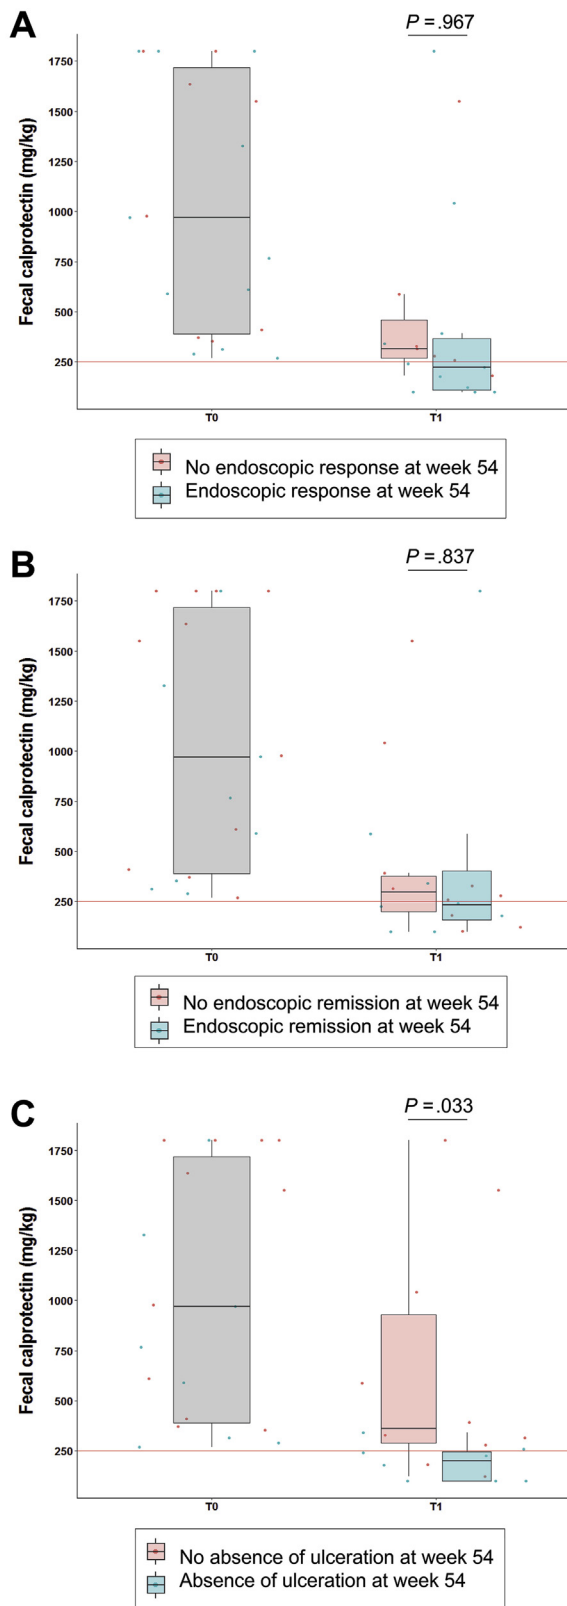 A
P = .967
Fecal calprotectin (mg/kg)
1750
1500
1250
1000
750
500
250
T0
T1
No endoscopic response at week 54
Endoscopic response at week 54
B
P = .837
Fecal calprotectin (mg/kg)
1750
1500
1250
1000
750
500
250
T0
T1
No endoscopic remission at week 54
Endoscopic remission at week 54
C
P = .033
Fecal calprotectin (mg/kg)
1750
1500
1250
1000
750
500
250
T0
T1
No absence of ulceration at week 54
Absence of ulceration at week 54